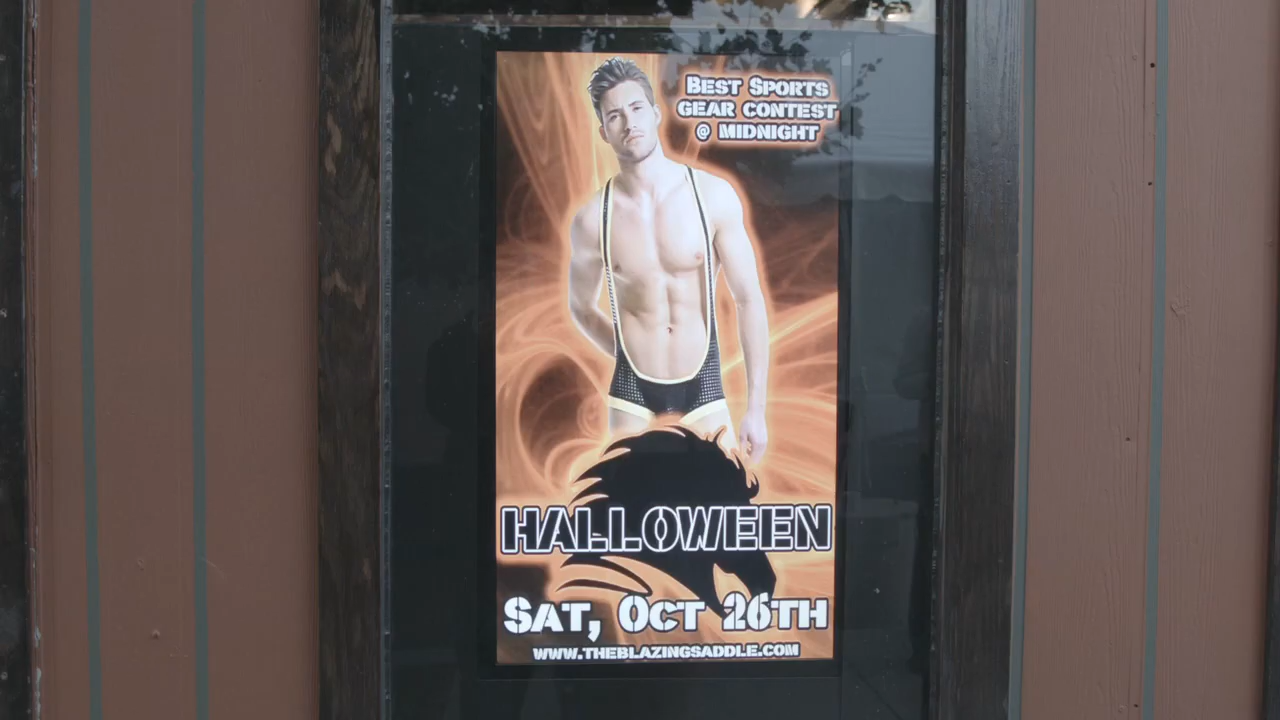 BEST SPORTS
GEAR CONTEST
@ MIDNIGHT
HALLOWEEN
SAT, OCT 26TH
WWW.THEBLAZINGSADDLE.COM